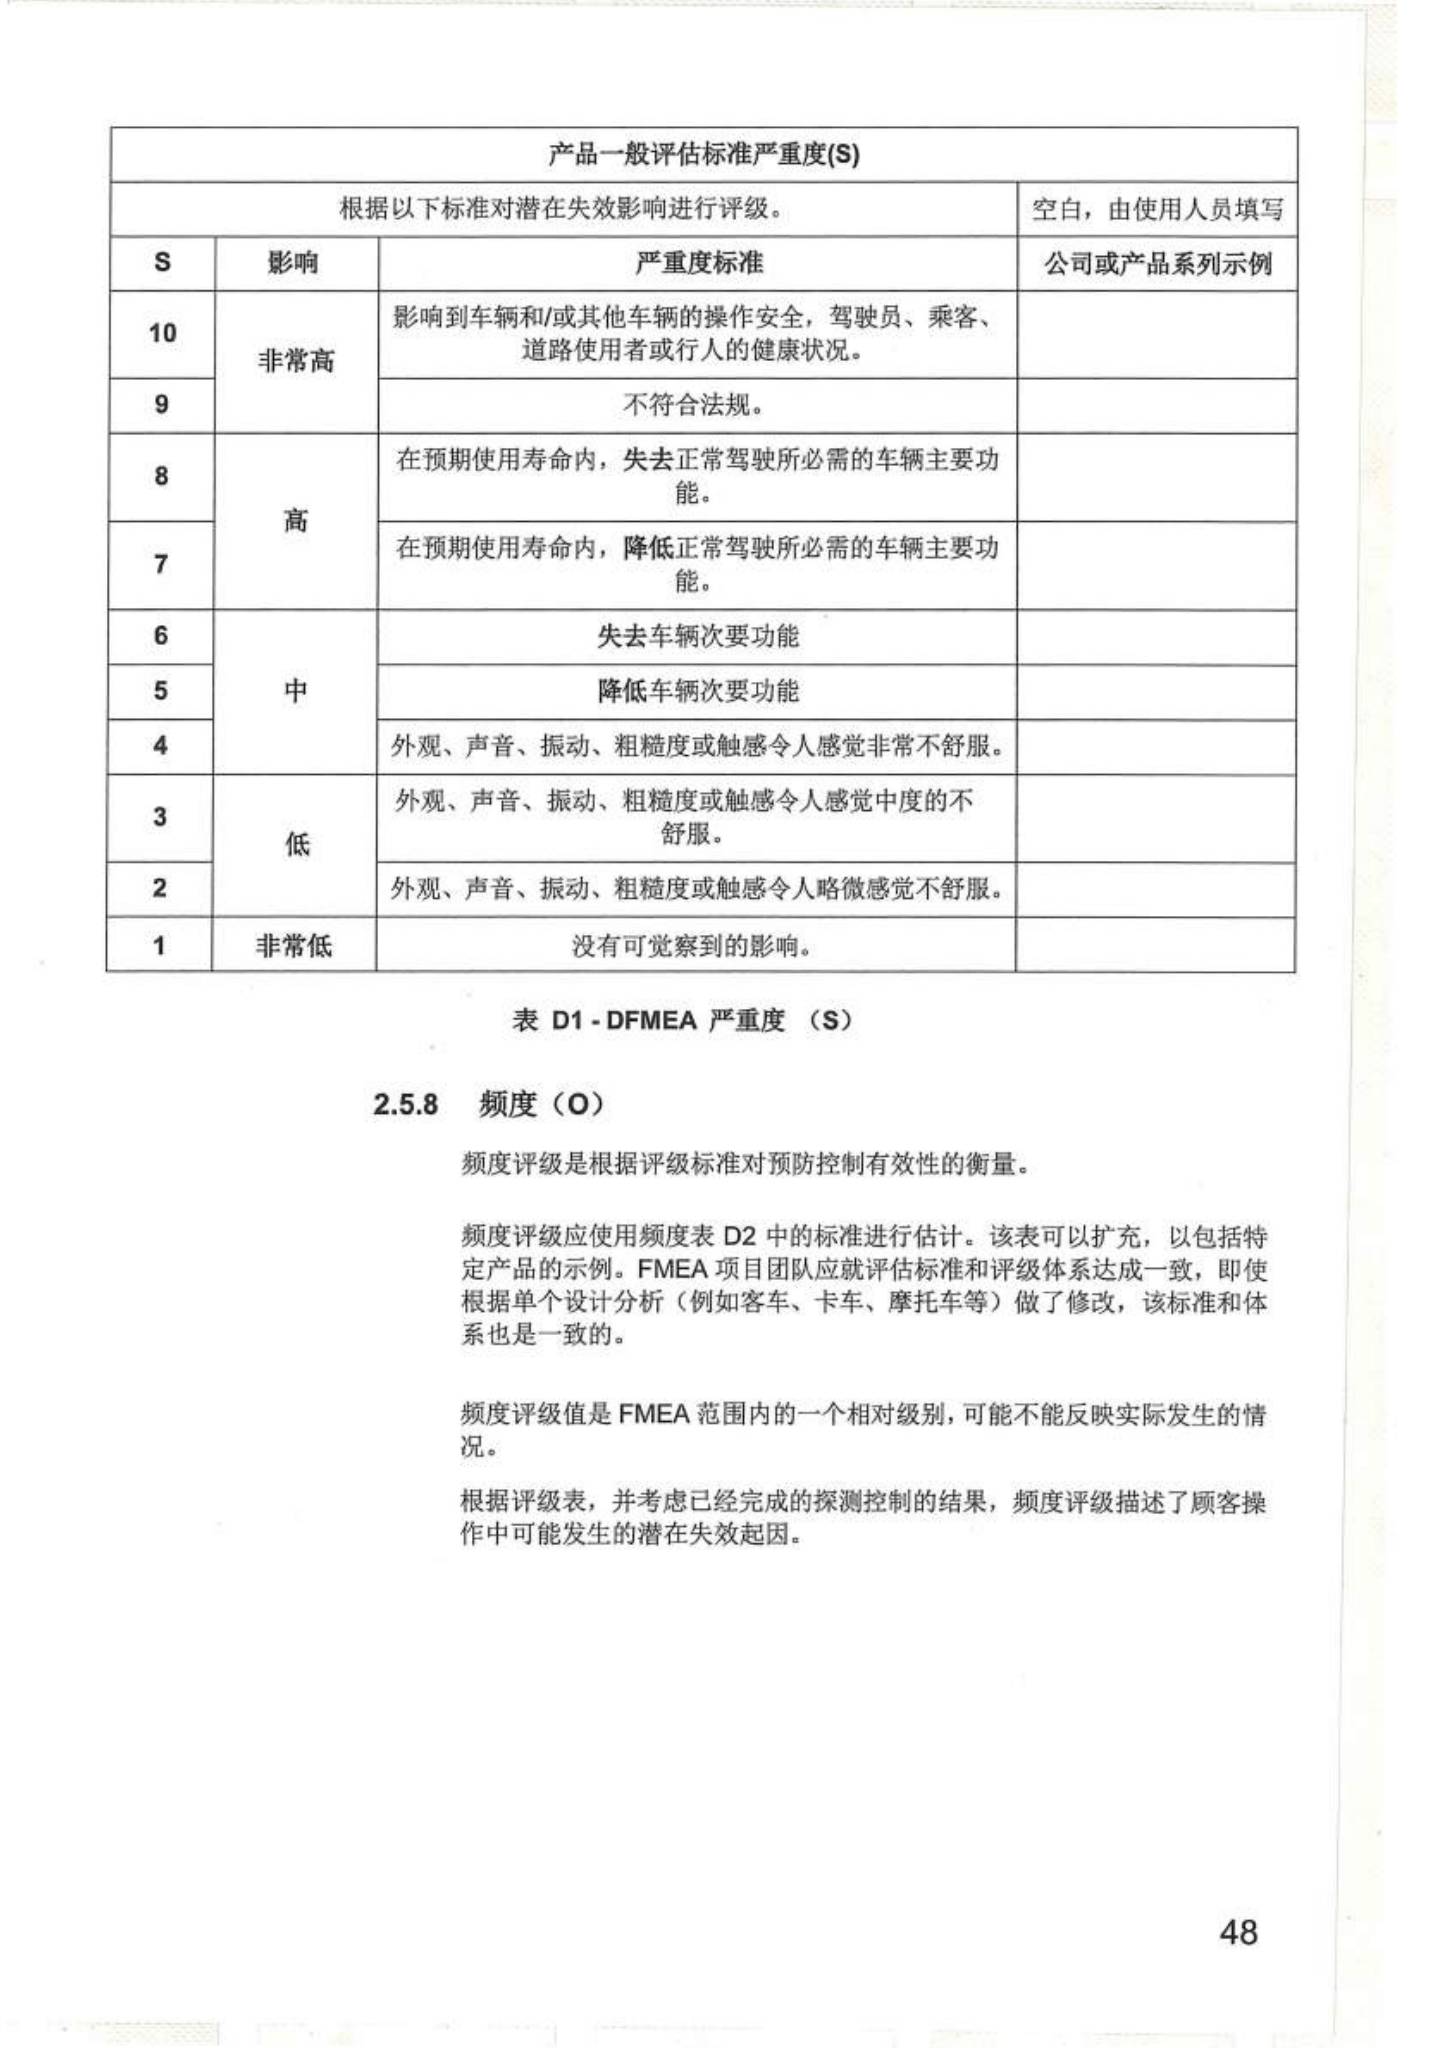 产品一般评估标准严重度(S)
根据以下标准对潜在失效影响进行评级。 空白，由使用人员填写
S 影响 严重度标准 公司或产品系列示例
10 非常高 影响到车辆和/或其他车辆的操作安全，驾驶员、乘客、
道路使用者或行人的健康状况。
9 不符合法规。
8 高 在预期使用寿命内，失去正常驾驶所必需的车辆主要功
能。
7 在预期使用寿命内，降低正常驾驶所必需的车辆主要功
能。
6 中 失去车辆次要功能
5 降低车辆次要功能
4 外观、声音、振动、粗糙度或触感令人感觉非常不舒服。
3 低 外观、声音、振动、粗糙度或触感令人感觉中度的不
舒服。
2 外观、声音、振动、粗糙度或触感令人略微感觉不舒服。
1 非常低 没有可觉察到的影响。
表 D1 - DFMEA 严重度 （S）
2.5.8 频度（O）
频度评级是根据评级标准对预防控制有效性的衡量。
频度评级应使用频度表 D2 中的标准进行估计。该表可以扩充，以包括特
定产品的示例。FMEA 项目团队应就评估标准和评级体系达成一致，即使
根据单个设计分析（例如客车、卡车、摩托车等）做了修改，该标准和体
系也是一致的。
频度评级值是 FMEA 范围内的一个相对级别，可能不能反映实际发生的情
况。
根据评级表，并考虑已经完成的探测控制的结果，频度评级描述了顾客操
作中可能发生的潜在失效起因。
48